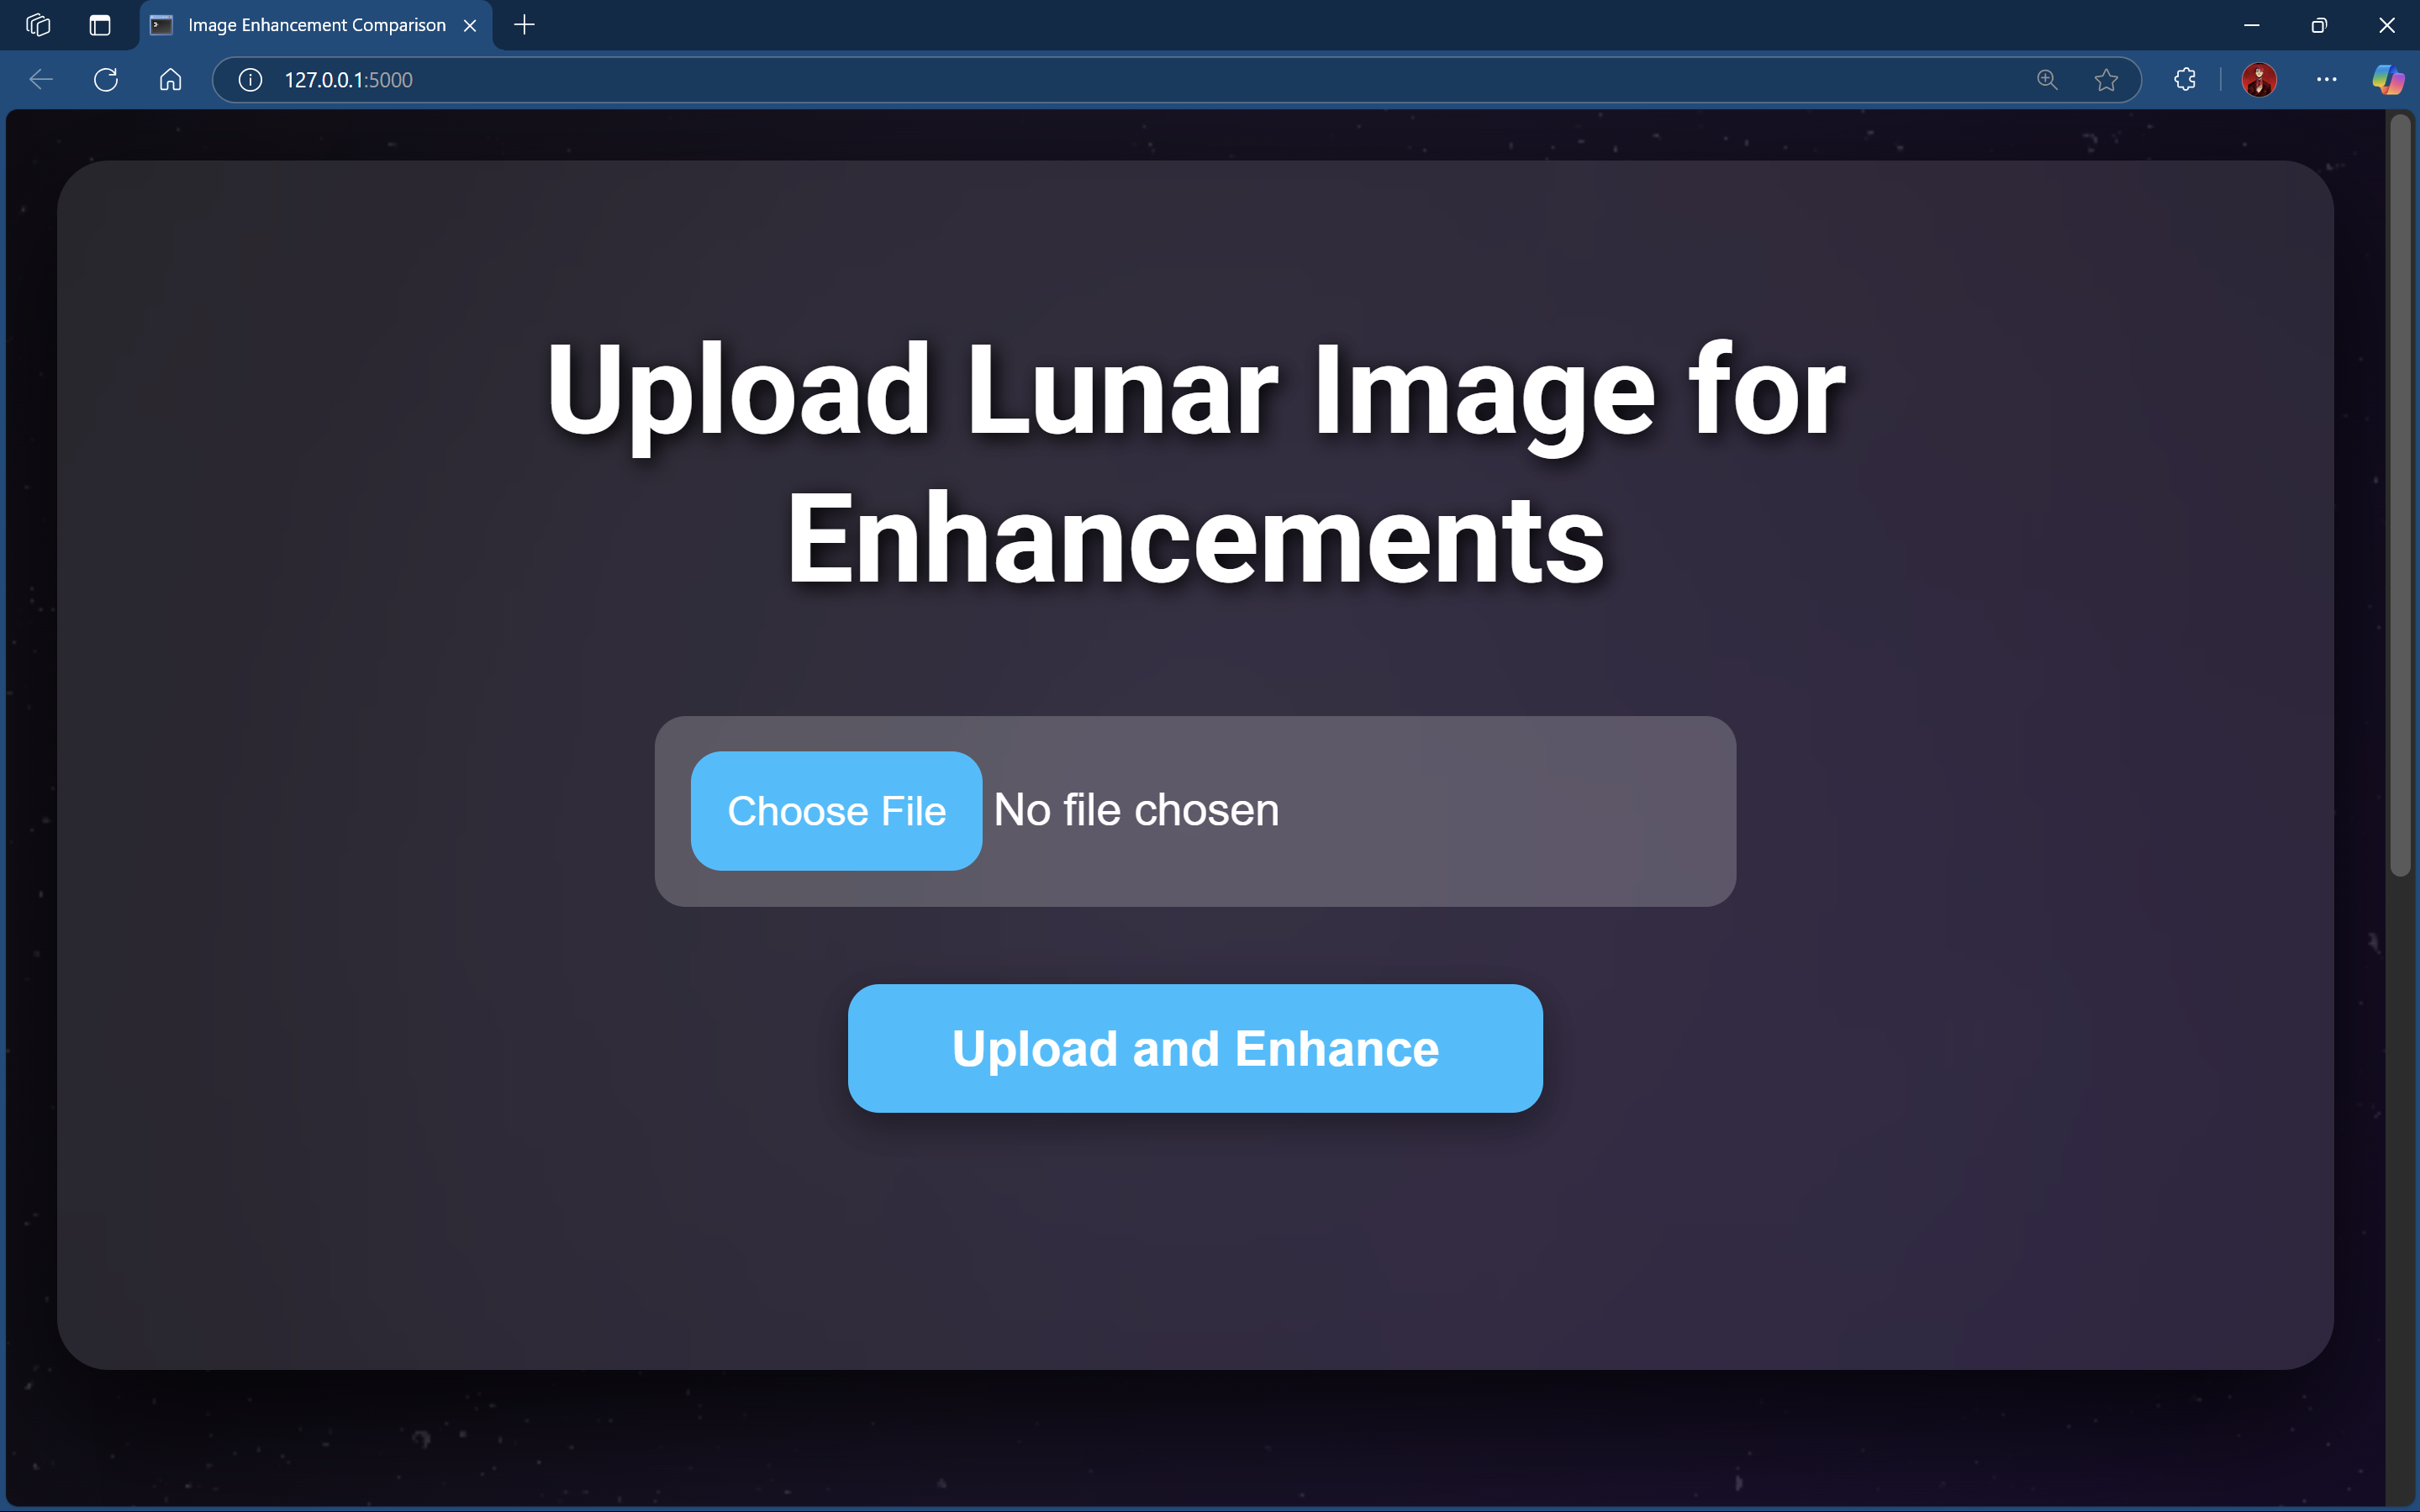 Image Enhancement Comparison
127.0.0.1:5000
Upload Lunar Image for
Enhancements
Choose File No file chosen
Upload and Enhance